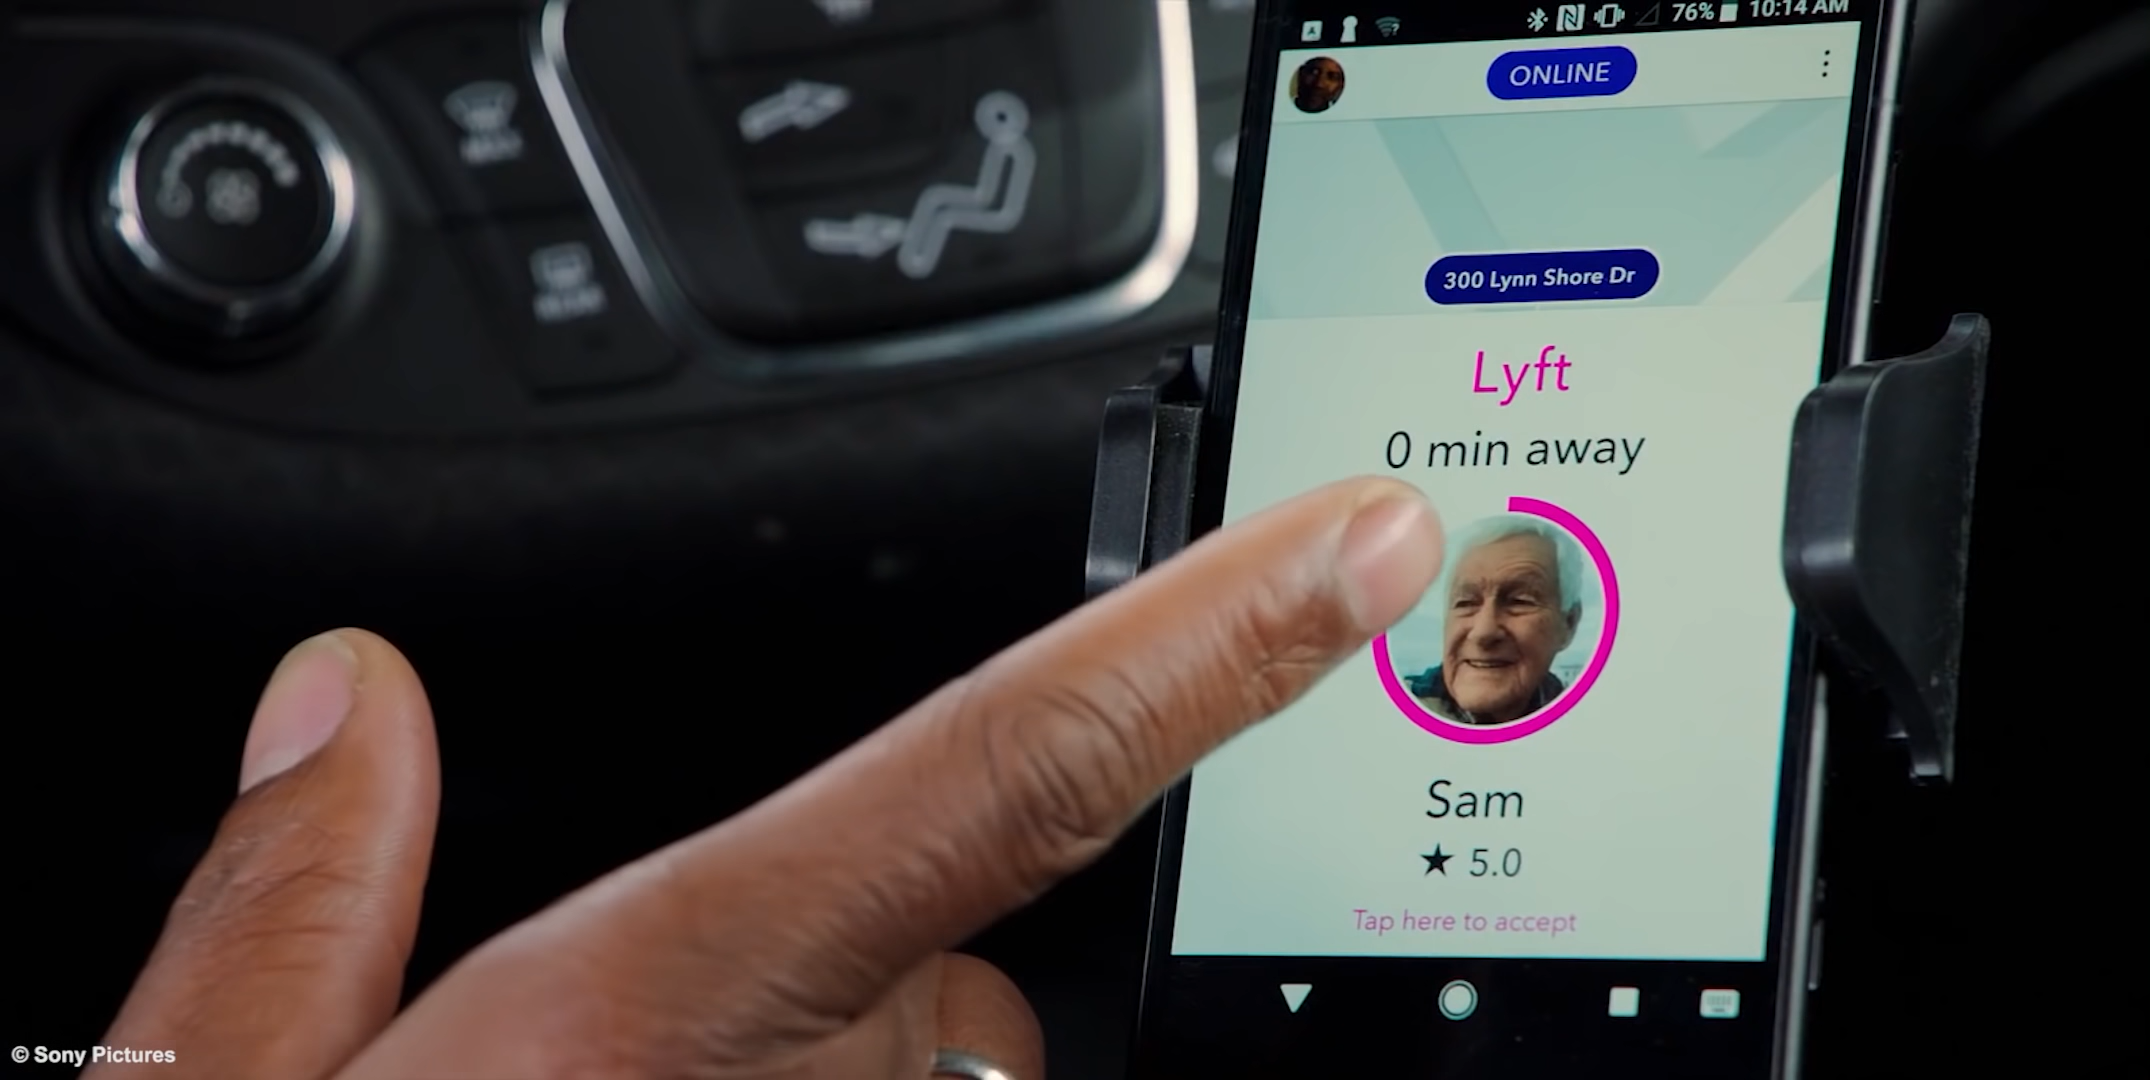 76% 10:14 AM
ONLINE
300 Lynn Shore Dr
Lyft
0 min away
Sam
★ 5.0
Tap here to accept
© Sony Pictures